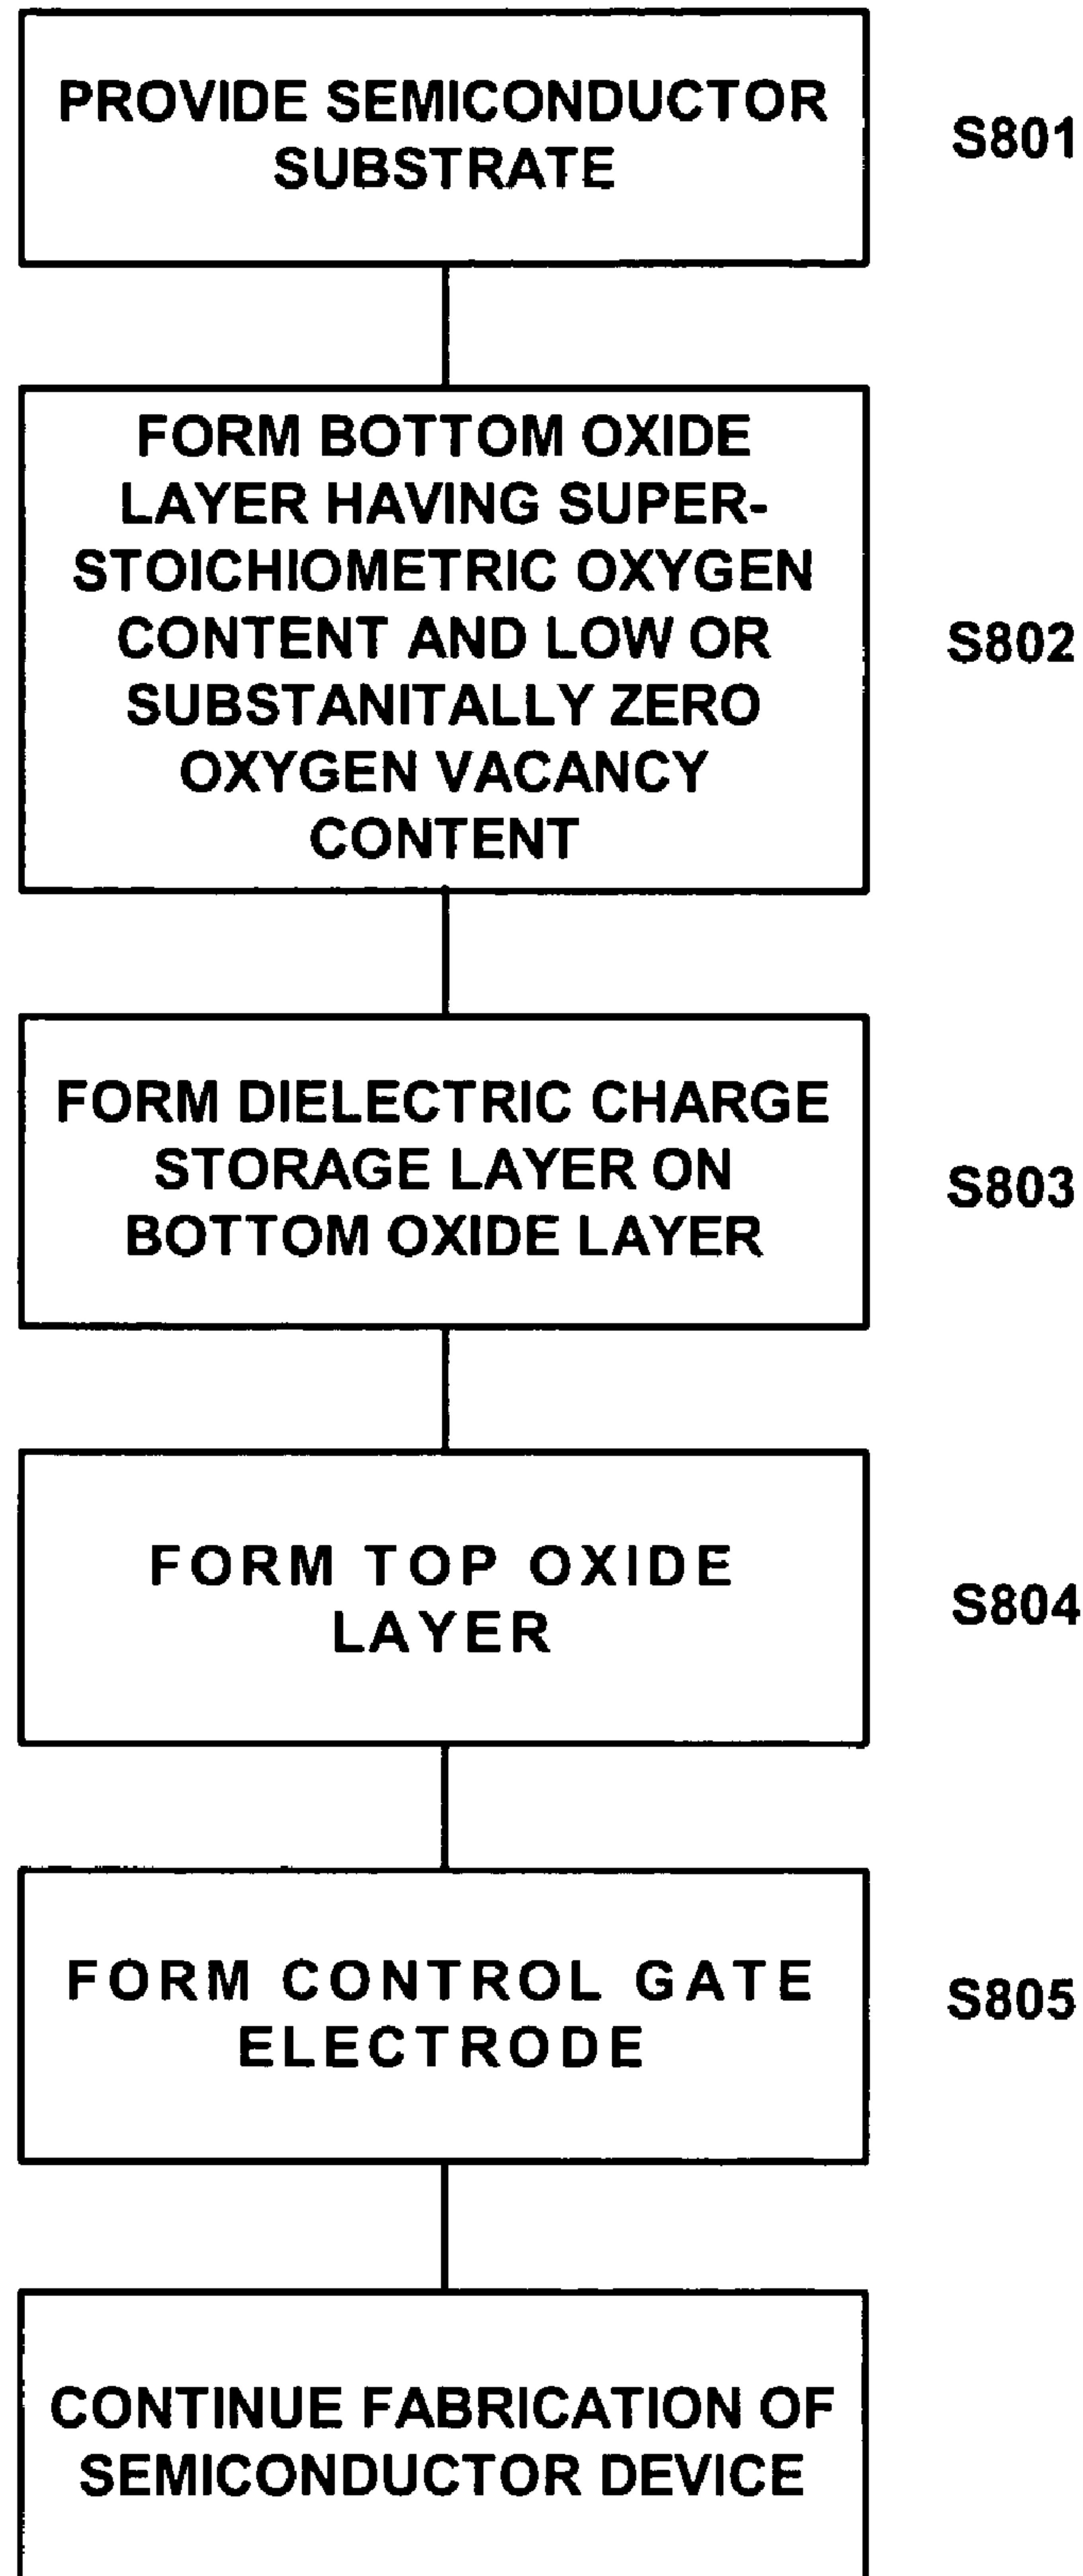 PROVIDE SEMICONDUCTOR
SUBSTRATE
S801
FORM BOTTOM OXIDE
LAYER HAVING SUPER-
STOICHIOMETRIC OXYGEN
CONTENT AND LOW OR
SUBSTANITALLY ZERO
OXYGEN VACANCY
CONTENT
S802
FORM DIELECTRIC CHARGE
STORAGE LAYER ON
BOTTOM OXIDE LAYER
S803
FORM TOP OXIDE
LAYER
S804
FORM CONTROL GATE
ELECTRODE
S805
CONTINUE FABRICATION OF
SEMICONDUCTOR DEVICE